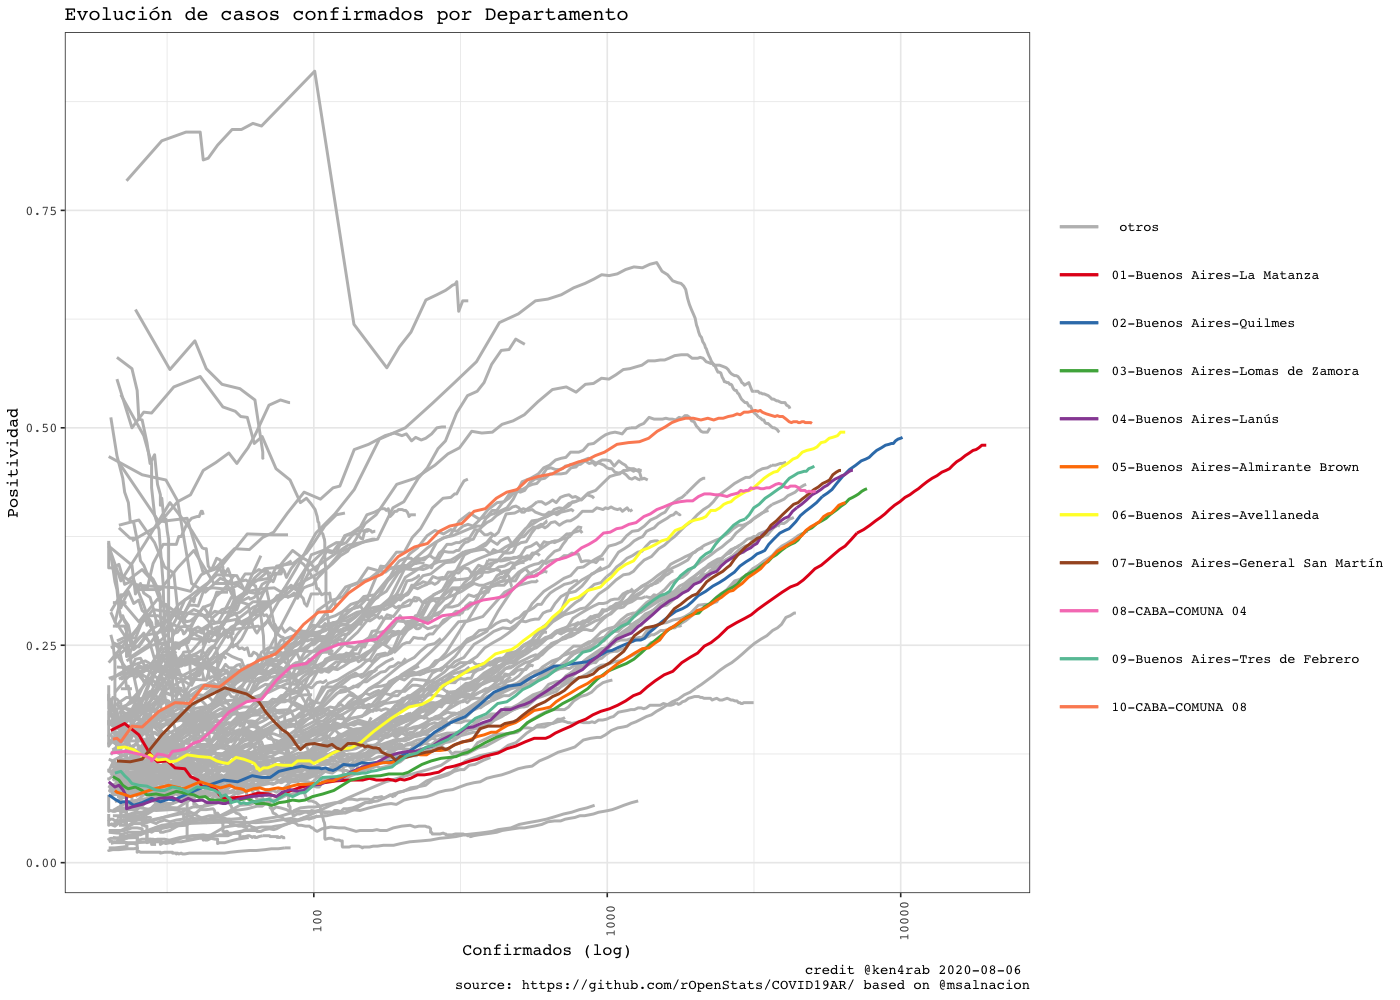 Evolución de casos confirmados por Departamento
Positividad
0.75
0.50
0.25
0.00
100
1000
10000
Confirmados (log)
otros
01-Buenos Aires-La Matanza
02-Buenos Aires-Quilmes
03-Buenos Aires-Lomas de Zamora
04-Buenos Aires-Lanús
05-Buenos Aires-Almirante Brown
06-Buenos Aires-Avellaneda
07-Buenos Aires-General San Martín
08-CABA-COMUNA 04
09-Buenos Aires-Tres de Febrero
10-CABA-COMUNA 08
credit @ken4rab 2020-08-06
source: https://github.com/rOpenStats/COVID19AR/ based on @msalnacion